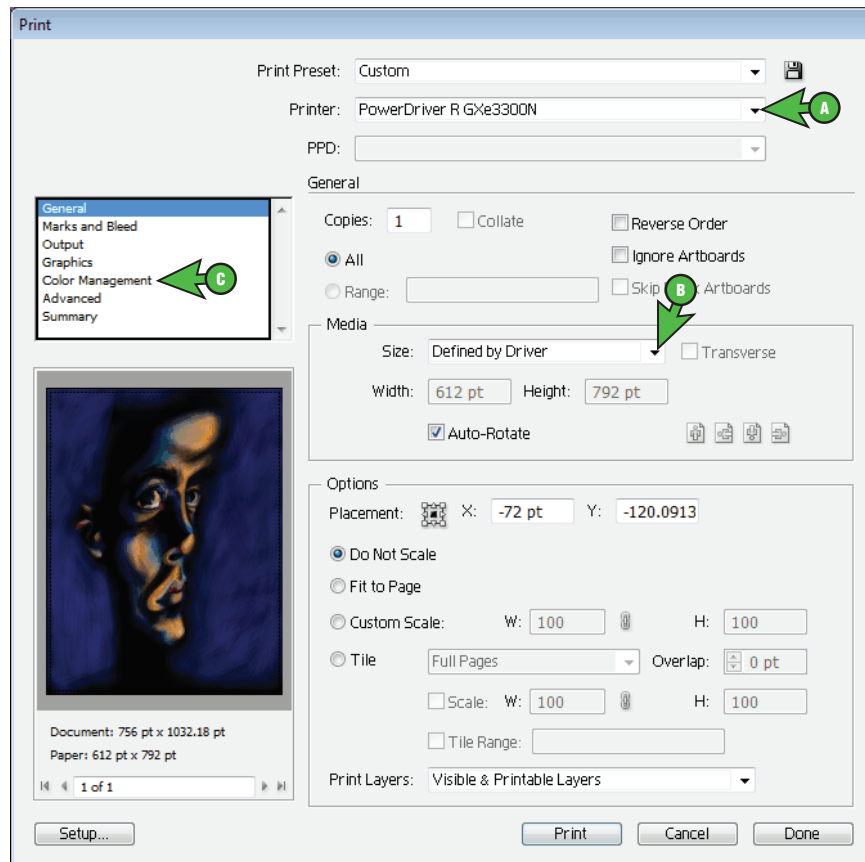 Print
Print Preset: Custom
Printer: PowerDriver R GXe3300N
A
PPD:
General
General
Marks and Bleed
Output
Graphics
Color Management
C
Advanced
Summary
Copies: 1 Collate Reverse Order
All Ignore Artboards
Range: Skip Artboards
B
Media
Size: Defined by Driver Transverse
Width: 612 pt Height: 792 pt
Auto-Rotate
Options
Placement: X: -72 pt Y: -120.0913
Do Not Scale
Fit to Page
Custom Scale: W: 100 H: 100
Tile Full Pages Overlap: 0 pt
Scale: W: 100 H: 100
Tile Range:
Print Layers: Visible & Printable Layers
Document: 756 pt x 1032.18 pt
Paper: 612 pt x 792 pt
1 of 1
Setup... Print Cancel Done